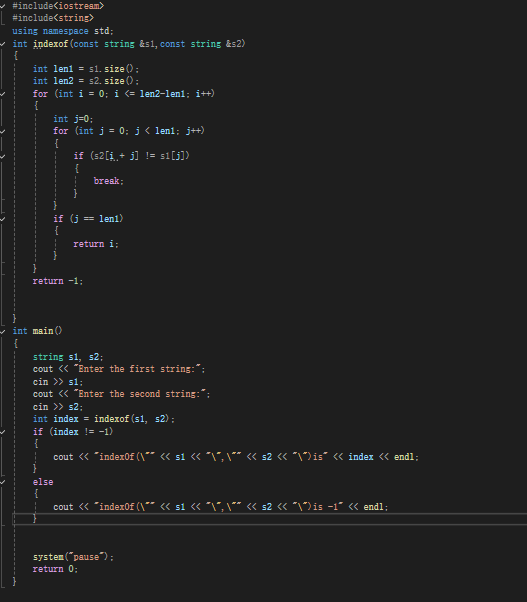 #include<iostream>
#include<string>
using namespace std;
int indexof(const string &s1,const string &s2)
{
int len1 = s1.size();
int len2 = s2.size();
for (int i = 0; i <= len2-len1; i++)
{
int j=0;
for (int j = 0; j < len1; j++)
{
if (s2[i + j] != s1[j])
{
break;
}
}
if (j == len1)
{
return i;
}
}
return -1;
}
int main()
{
string s1, s2;
cout << "Enter the first string:";
cin >> s1;
cout << "Enter the second string:";
cin >> s2;
int index = indexof(s1, s2);
if (index != -1)
{
cout << "indexOf(\"" << s1 << "\",\"" << s2 << "\")is" << index << endl;
}
else
{
cout << "indexOf(\"" << s1 << "\",\"" << s2 << "\")is -1" << endl;
}
system("pause");
return 0;
}